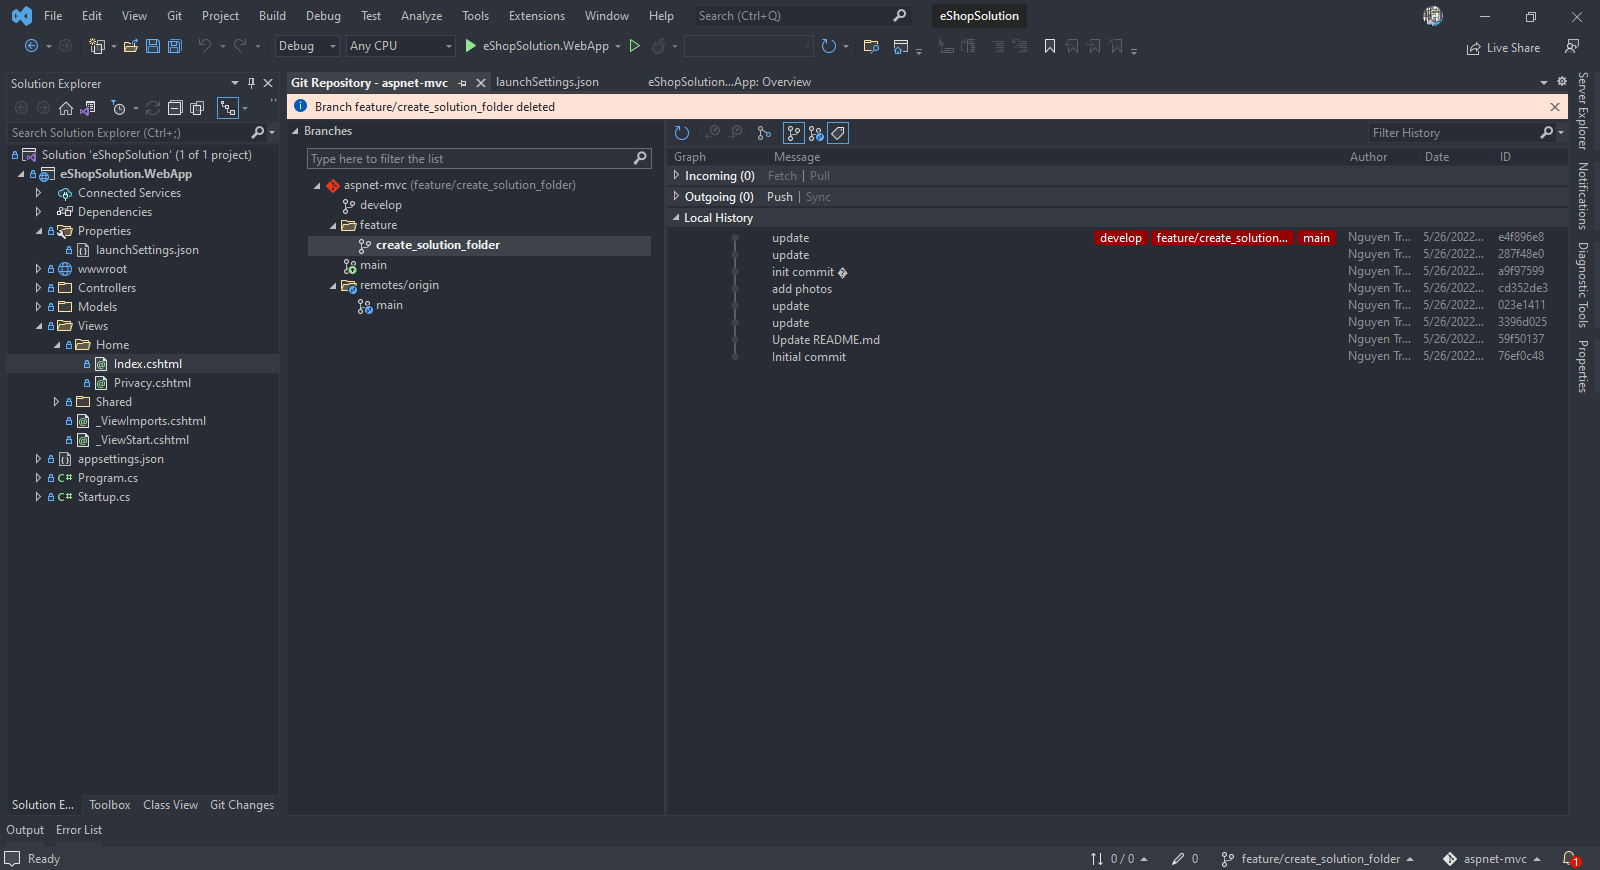 File Edit View Git Project Build Debug Test Analyze Tools Extensions Window Help Search (Ctrl+Q) eShopSolution
Debug Any CPU eShopSolution.WebApp Live Share
Solution Explorer
Search Solution Explorer (Ctrl+;)
Solution 'eShopSolution' (1 of 1 project)
eShopSolution.WebApp
Connected Services
Dependencies
Properties
launchSettings.json
wwwroot
Controllers
Models
Views
Home
Index.cshtml
Privacy.cshtml
Shared
_ViewImports.cshtml
_ViewStart.cshtml
appsettings.json
C# Program.cs
C# Startup.cs
Solution E... Toolbox Class View Git Changes
Git Repository - aspnet-mvc launchSettings.json eShopSolution...App: Overview
Branch feature/create_solution_folder deleted
Branches
Type here to filter the list
aspnet-mvc (feature/create_solution_folder)
develop
feature
create_solution_folder
main
remotes/origin
main
Filter History
Graph Message Author Date ID
Incoming (0) Fetch | Pull
Outgoing (0) Push | Sync
Local History
update develop feature/create_solution... main Nguyen Tr... 5/26/2022... e4f896e8
update Nguyen Tr... 5/26/2022... 287f48e0
init commit � Nguyen Tr... 5/26/2022... a9f97599
add photos Nguyen Tr... 5/26/2022... cd352de3
update Nguyen Tr... 5/26/2022... 023e1411
update Nguyen Tr... 5/26/2022... 3396d025
Update README.md Nguyen Tr... 5/26/2022... 59f50137
Initial commit Nguyen Tr... 5/26/2022... 76ef0c48
Server Explorer
Notifications
Diagnostic Tools
Properties
Output Error List
Ready 0 / 0 0 feature/create_solution_folder aspnet-mvc 1